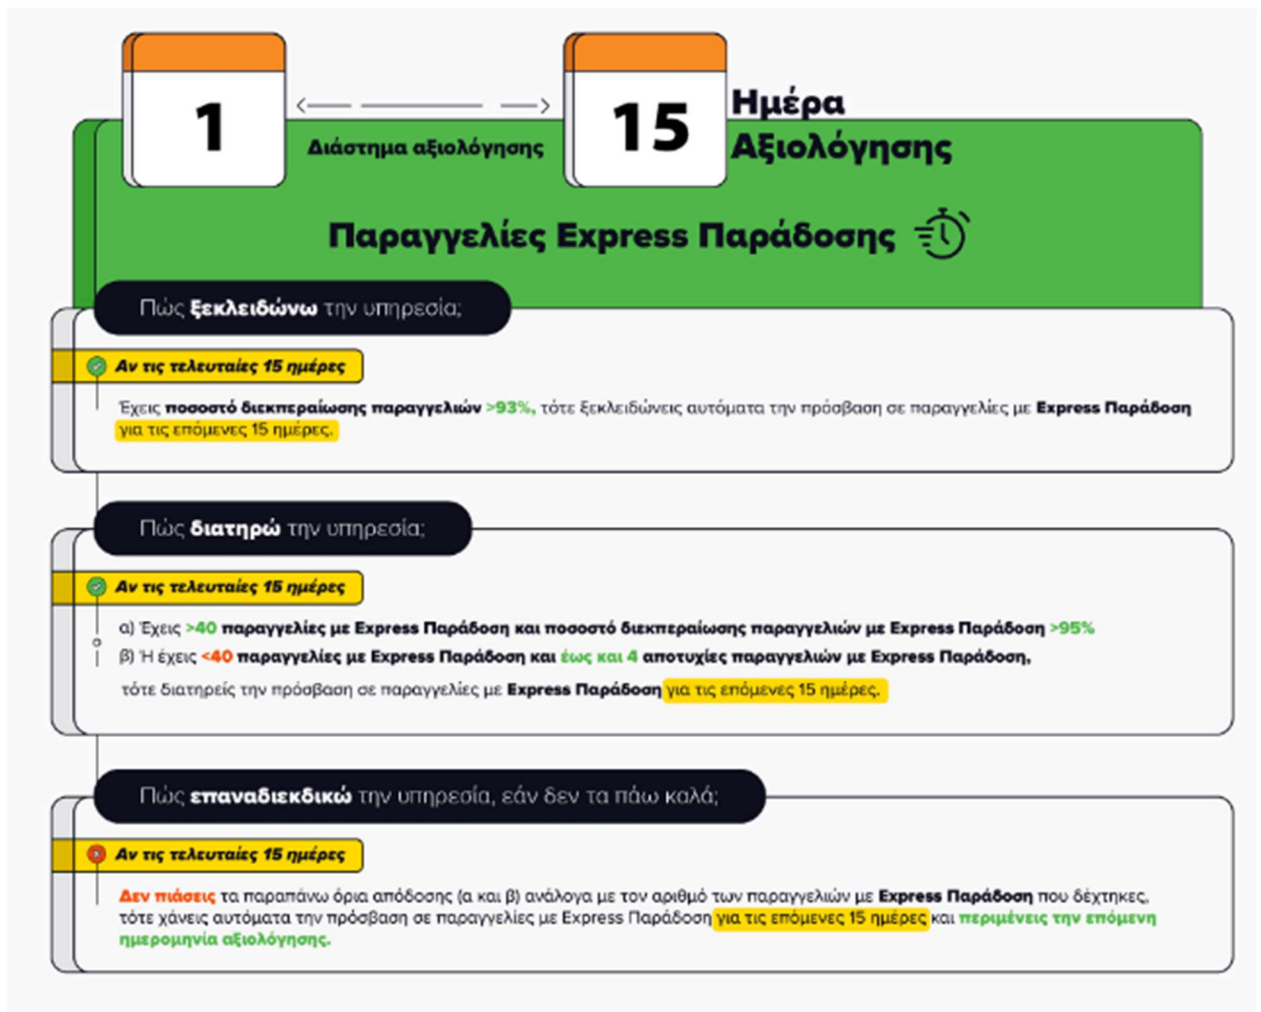 1
15
Ημέρα
Αξιολόγησης
Διάστημα αξιολόγησης
Παραγγελίες Express Παράδοσης
Πώς ξεκλειδώνω την υπηρεσία;
Αν τις τελευταίες 15 ημέρες
Έχεις ποσοστό διεκπεραίωσης παραγγελιών >93%, τότε ξεκλειδώνεις αυτόματα την πρόσβαση σε παραγγελίες με Express Παράδοση
για τις επόμενες 15 ημέρες.
Πώς διατηρώ την υπηρεσία;
Αν τις τελευταίες 15 ημέρες
α) Έχεις >40 παραγγελίες με Express Παράδοση και ποσοστό διεκπεραίωσης παραγγελιών με Express Παράδοση >95%
β) Ή έχεις <40 παραγγελίες με Express Παράδοση και έως και 4 αποτυχίες παραγγελιών με Express Παράδοση,
τότε διατηρείς την πρόσβαση σε παραγγελίες με Express Παράδοση για τις επόμενες 15 ημέρες.
Πώς επαναδιεκδικώ την υπηρεσία, εάν δεν τα πάω καλά;
Αν τις τελευταίες 15 ημέρες
Δεν πιάσεις τα παραπάνω όρια απόδοσης (α και β) ανάλογα με τον αριθμό των παραγγελιών με Express Παράδοση που δέχτηκες,
τότε χάνεις αυτόματα την πρόσβαση σε παραγγελίες με Express Παράδοση για τις επόμενες 15 ημέρες και περιμένεις την επόμενη
ημερομηνία αξιολόγησης.